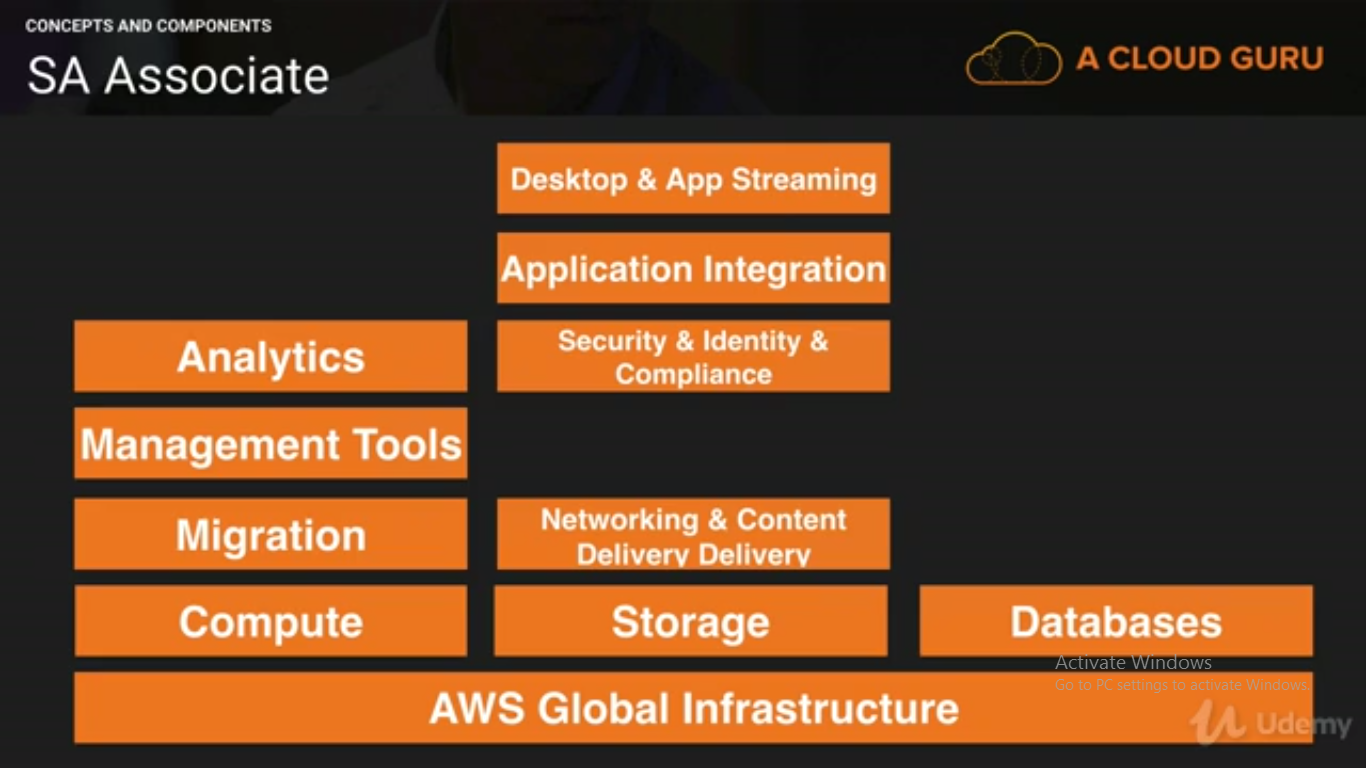 CONCEPTS AND COMPONENTS
SA Associate
A CLOUD GURU
Desktop & App Streaming
Application Integration
Analytics
Security & Identity &
Compliance
Management Tools
Migration
Networking & Content
Delivery Delivery
Compute
Storage
Databases
Activate Windows
Go to PC settings to activate Windows.
AWS Global Infrastructure
Udemy